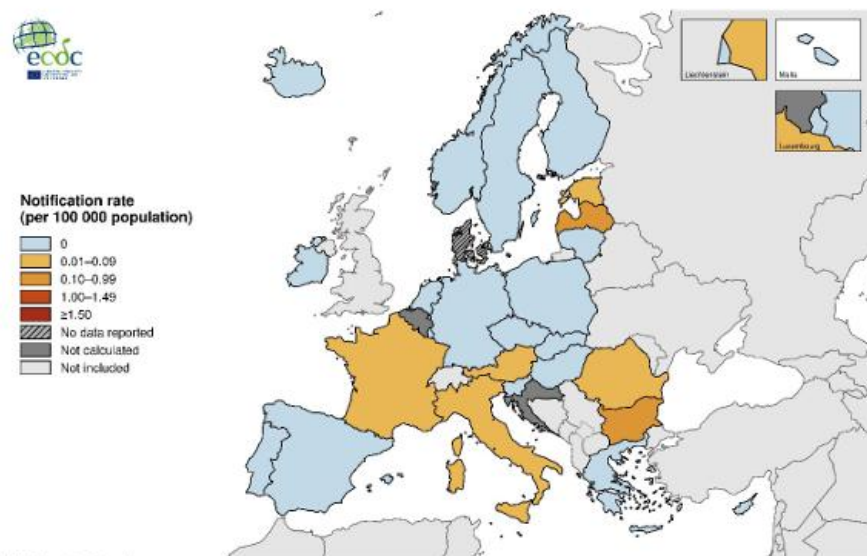 ecdc
Liechtenstein
Malta
Luxembourg
Notification rate
(per 100 000 population)
0
0.01–0.09
0.10–0.99
1.00–1.49
≥1.50
No data reported
Not calculated
Not included